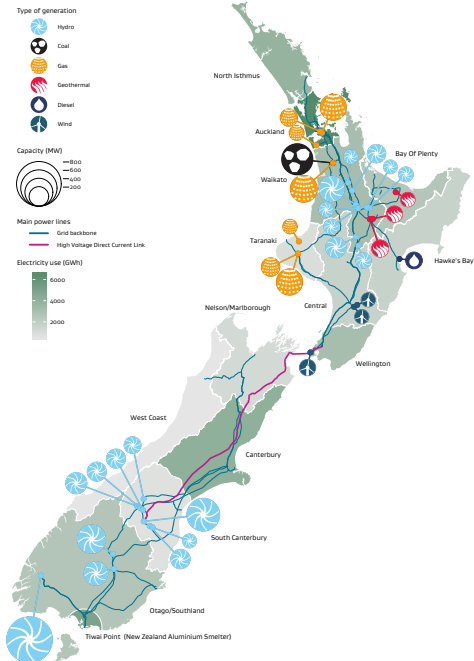 Type of generation
Hydro
Coal
Gas
Geothermal
Diesel
Wind
Capacity (MW)
800
600
400
200
Main power lines
Grid backbone
High Voltage Direct Current Link
Electricity use (GWh)
6000
4000
2000
North Isthmus
Auckland
Bay Of Plenty
Waikato
Taranaki
Hawke's Bay
Central
Nelson/Marlborough
Wellington
West Coast
Canterbury
South Canterbury
Otago/Southland
Tiwai Point (New Zealand Aluminium Smelter)